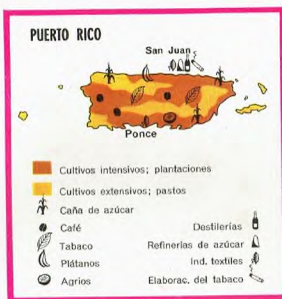 PUERTO RICO
San Juan
Ponce
Cultivos intensivos; plantaciones
Cultivos extensivos; pastos
Caña de azúcar
Café
Destilerías
Tabaco
Refinerías de azúcar
Plátanos
Ind. textiles
Agrios
Elaborac. del tabaco